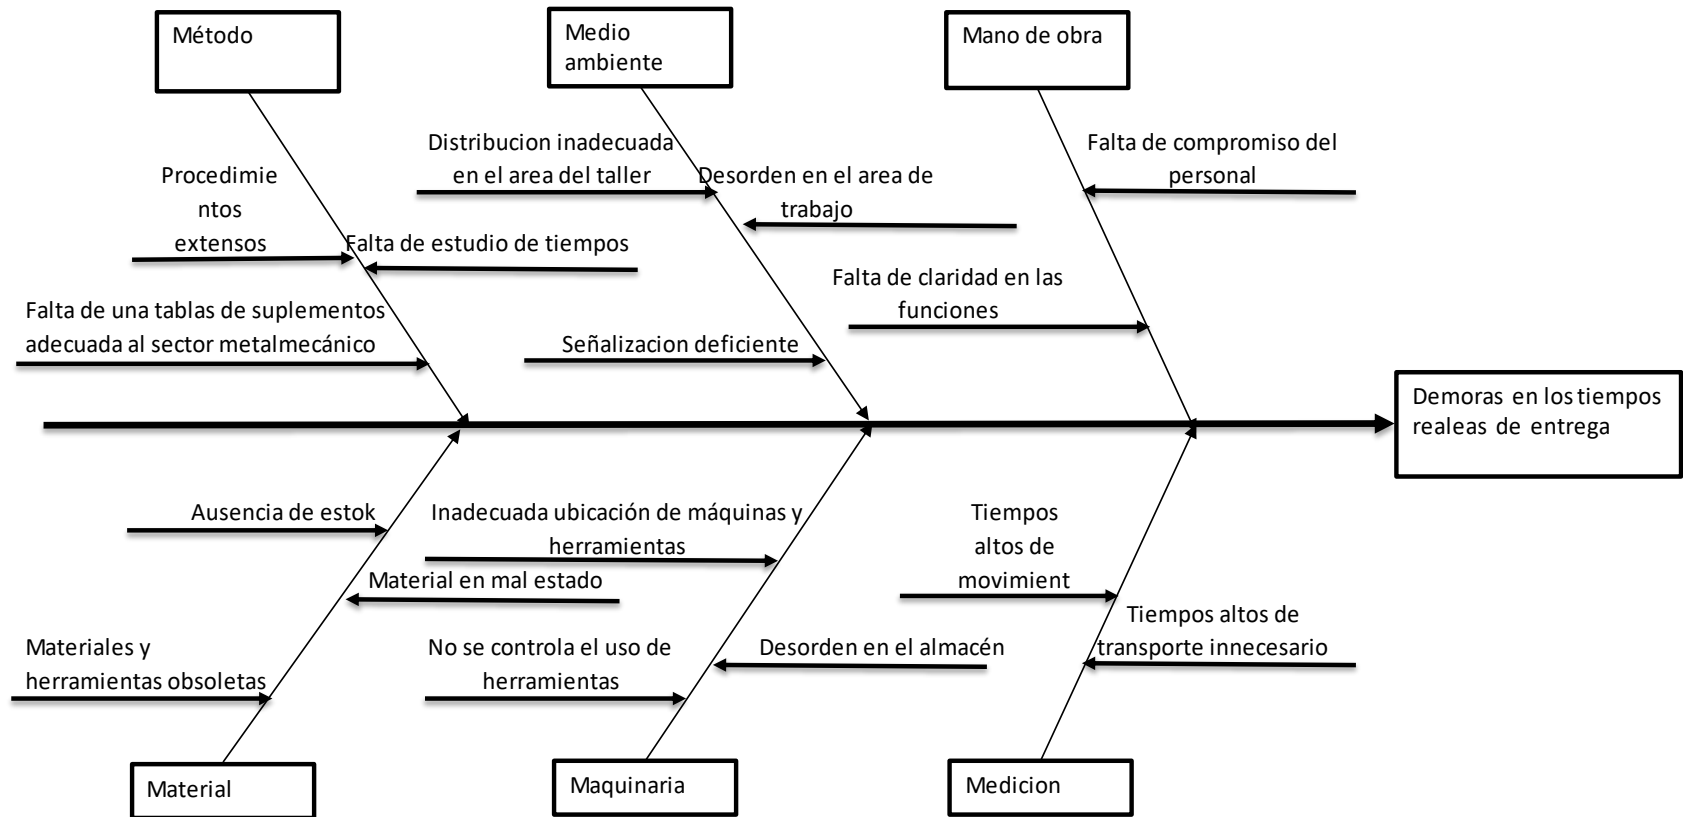 Método
Medio
ambiente
Mano de obra
Distribucion inadecuada
en el area del taller
Desorden en el area de
trabajo
Falta de compromiso del
personal
Procedimie
ntos
extensos
Falta de estudio de tiempos
Falta de claridad en las
funciones
Falta de una tablas de suplementos
adecuada al sector metalmecánico
Señalizacion deficiente
Demoras en los tiempos
realeas de entrega
Ausencia de estok
Inadecuada ubicación de máquinas y
herramientas
Tiempos
altos de
movimient
Material en mal estado
Tiempos altos de
transporte innecesario
Materiales y
herramientas obsoletas
No se controla el uso de
herramientas
Desorden en el almacén
Material
Maquinaria
Medicion